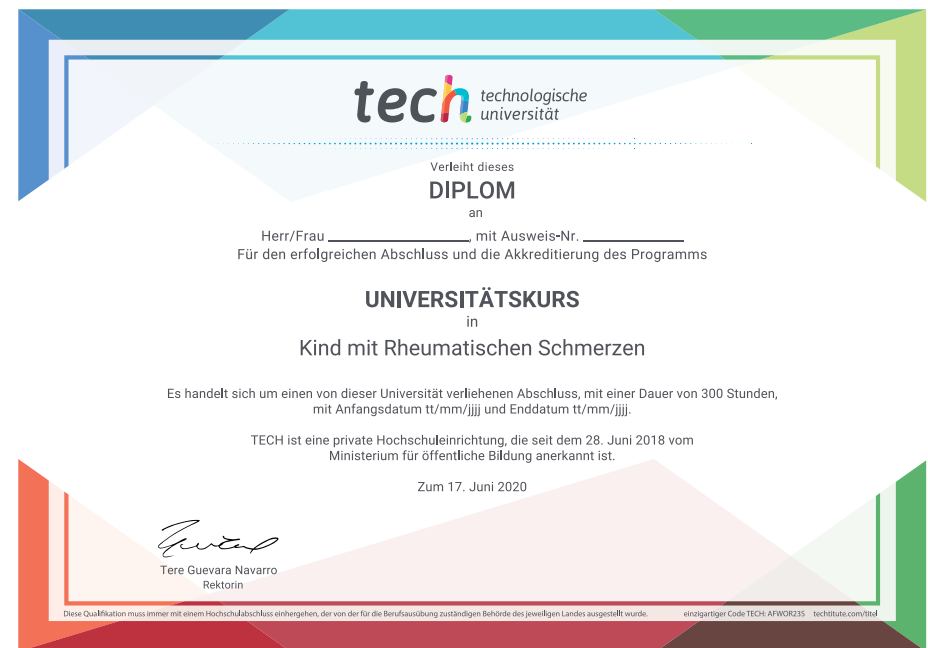 tech technologische
universität
Verleiht dieses
DIPLOM
an
Herr/Frau ____________________, mit Ausweis-Nr. ______________
Für den erfolgreichen Abschluss und die Akkreditierung des Programms
UNIVERSITÄTSKURS
in
Kind mit Rheumatischen Schmerzen
Es handelt sich um einen von dieser Universität verliehenen Abschluss, mit einer Dauer von 300 Stunden,
mit Anfangsdatum tt/mm/jjjj und Enddatum tt/mm/jjjj.
TECH ist eine private Hochschuleinrichtung, die seit dem 28. Juni 2018 vom
Ministerium für öffentliche Bildung anerkannt ist.
Zum 17. Juni 2020
Tere Guevara Navarro
Rektorin
Diese Qualifikation muss immer mit einem Hochschulabschluss einhergehen, der von der für die Berufsausübung zuständigen Behörde des jeweiligen Landes ausgestellt wurde. einzigartiger Code TECH: AFWOR23S techtitute.com/titel